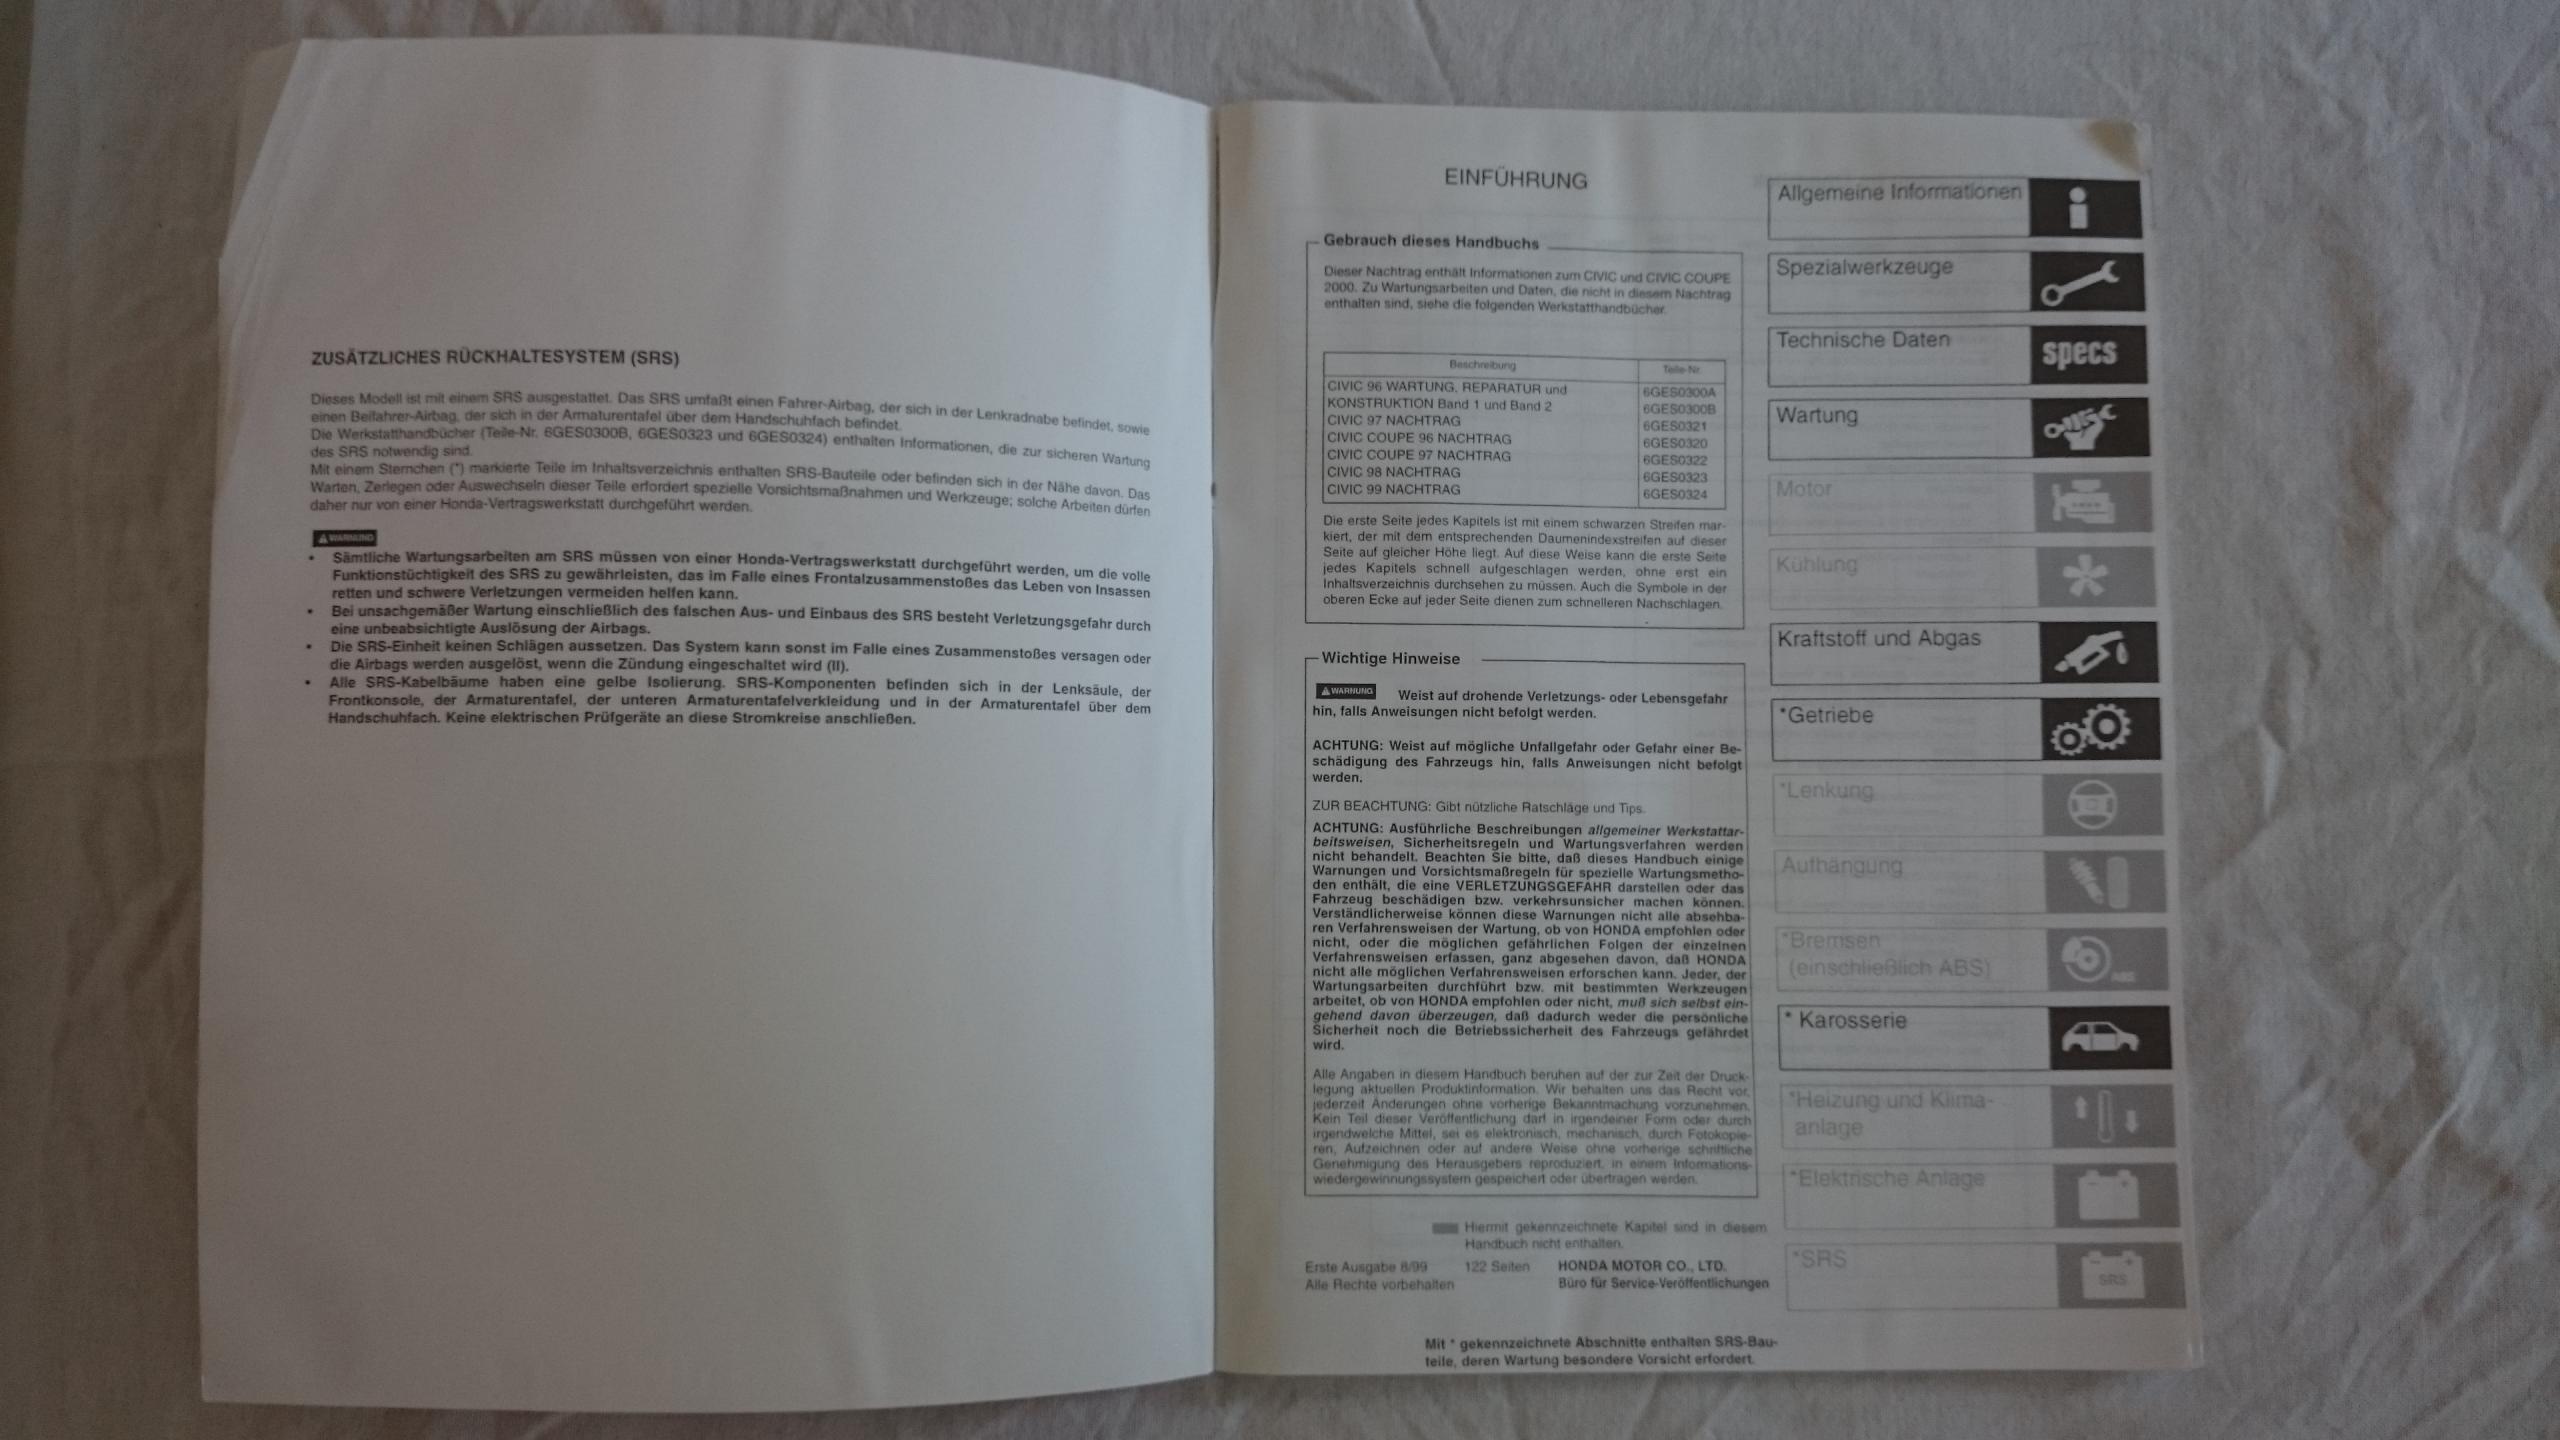 ZUSÄTZLICHES RÜCKHALTESYSTEM (SRS)
Dieses Modell ist mit einem SRS ausgestattet. Das SRS umfaßt einen Fahrer-Airbag, der sich in der Lenkradnabe befindet, sowie
einen Beifahrer-Airbag, der sich in der Armaturentafel über dem Handschuhfach befindet.
Die Werkstatthandbücher (Teile-Nr. 6GES0300B, 6GES0323 und 6GES0324) enthalten Informationen, die zur sicheren Wartung
des SRS notwendig sind.
Mit einem Sternchen (*) markierte Teile im Inhaltsverzeichnis enthalten SRS-Bauteile oder befinden sich in der Nähe davon. Das
Warten, Zerlegen oder Auswechseln dieser Teile erfordert spezielle Vorsichtsmaßnahmen und Werkzeuge; solche Arbeiten dürfen
daher nur von einer Honda-Vertragswerkstatt durchgeführt werden.
WARNUNG
• Sämtliche Wartungsarbeiten am SRS müssen von einer Honda-Vertragswerkstatt durchgeführt werden, um die volle
Funktionstüchtigkeit des SRS zu gewährleisten, das im Falle eines Frontalzusammenstoßes das Leben von Insassen
retten und schwere Verletzungen vermeiden helfen kann.
• Bei unsachgemäßer Wartung einschließlich des falschen Aus- und Einbaus des SRS besteht Verletzungsgefahr durch
eine unbeabsichtigte Auslösung der Airbags.
• Die SRS-Einheit keinen Schlägen aussetzen. Das System kann sonst im Falle eines Zusammenstoßes versagen oder
die Airbags werden ausgelöst, wenn die Zündung eingeschaltet wird (II).
• Alle SRS-Kabelbäume haben eine gelbe Isolierung. SRS-Komponenten befinden sich in der Lenksäule, der
Frontkonsole, der Armaturentafel, der unteren Armaturentafelverkleidung und in der Armaturentafel über dem
Handschuhfach. Keine elektrischen Prüfgeräte an diese Stromkreise anschließen.
EINFÜHRUNG
Gebrauch dieses Handbuchs
Dieser Nachtrag enthält Informationen zum CIVIC und CIVIC COUPE
2000. Zu Wartungsarbeiten und Daten, die nicht in diesem Nachtrag
enthalten sind, siehe die folgenden Werkstatthandbücher.
Beschreibung Teile-Nr.
CIVIC 96 WARTUNG, REPARATUR und 6GES0300A
KONSTRUKTION Band 1 und Band 2 6GES0300B
CIVIC 97 NACHTRAG 6GES0321
CIVIC COUPE 96 NACHTRAG 6GES0320
CIVIC COUPE 97 NACHTRAG 6GES0322
CIVIC 98 NACHTRAG 6GES0323
CIVIC 99 NACHTRAG 6GES0324
Die erste Seite jedes Kapitels ist mit einem schwarzen Streifen mar-
kiert, der mit dem entsprechenden Daumenindexstreifen auf dieser
Seite auf gleicher Höhe liegt. Auf diese Weise kann die erste Seite
jedes Kapitels schnell aufgeschlagen werden, ohne erst ein
Inhaltsverzeichnis durchsehen zu müssen. Auch die Symbole in der
oberen Ecke auf jeder Seite dienen zum schnelleren Nachschlagen.
Wichtige Hinweise
WARNUNG Weist auf drohende Verletzungs- oder Lebensgefahr
hin, falls Anweisungen nicht befolgt werden.
ACHTUNG: Weist auf mögliche Unfallgefahr oder Gefahr einer Be-
schädigung des Fahrzeugs hin, falls Anweisungen nicht befolgt
werden.
ZUR BEACHTUNG: Gibt nützliche Ratschläge und Tips.
ACHTUNG: Ausführliche Beschreibungen allgemeiner Werkstattar-
beitsweisen, Sicherheitsregeln und Wartungsverfahren werden
nicht behandelt. Beachten Sie bitte, daß dieses Handbuch einige
Warnungen und Vorsichtsmaßregeln für spezielle Wartungsmetho-
den enthält, die eine VERLETZUNGSGEFAHR darstellen oder das
Fahrzeug beschädigen bzw. verkehrsunsicher machen können.
Verständlicherweise können diese Warnungen nicht alle absehba-
ren Verfahrensweisen der Wartung, ob von HONDA empfohlen oder
nicht, oder die möglichen gefährlichen Folgen der einzelnen
Verfahrensweisen erfassen, ganz abgesehen davon, daß HONDA
nicht alle möglichen Verfahrensweisen erforschen kann. Jeder, der
Wartungsarbeiten durchführt bzw. mit bestimmten Werkzeugen
arbeitet, ob von HONDA empfohlen oder nicht, muß sich selbst ein-
gehend davon überzeugen, daß dadurch weder die persönliche
Sicherheit noch die Betriebssicherheit des Fahrzeugs gefährdet
wird.
Alle Angaben in diesem Handbuch beruhen auf der zur Zeit der Druck-
legung aktuellen Produktinformation. Wir behalten uns das Recht vor,
jederzeit Änderungen ohne vorherige Bekanntmachung vorzunehmen.
Kein Teil dieser Veröffentlichung darf in irgendeiner Form oder durch
irgendwelche Mittel, sei es elektronisch, mechanisch, durch Fotokopie-
ren, Aufzeichnen oder auf andere Weise ohne vorherige schriftliche
Genehmigung des Herausgebers reproduziert, in einem Informations-
wiedergewinnungssystem gespeichert oder übertragen werden.
Hiermit gekennzeichnete Kapitel sind in diesem
Handbuch nicht enthalten.
Erste Ausgabe 8/99 122 Seiten HONDA MOTOR CO., LTD.
Alle Rechte vorbehalten Büro für Service-Veröffentlichungen
Mit * gekennzeichnete Abschnitte enthalten SRS-Bau-
teile, deren Wartung besondere Vorsicht erfordert.
Allgemeine Informationen
Spezialwerkzeuge
Technische Daten specs
Wartung
Motor
Kühlung
Kraftstoff und Abgas
*Getriebe
*Lenkung
Aufhängung
*Bremsen
(einschließlich ABS) ABS
* Karosserie
*Heizung und Klima-
anlage
*Elektrische Anlage
*SRS SRS